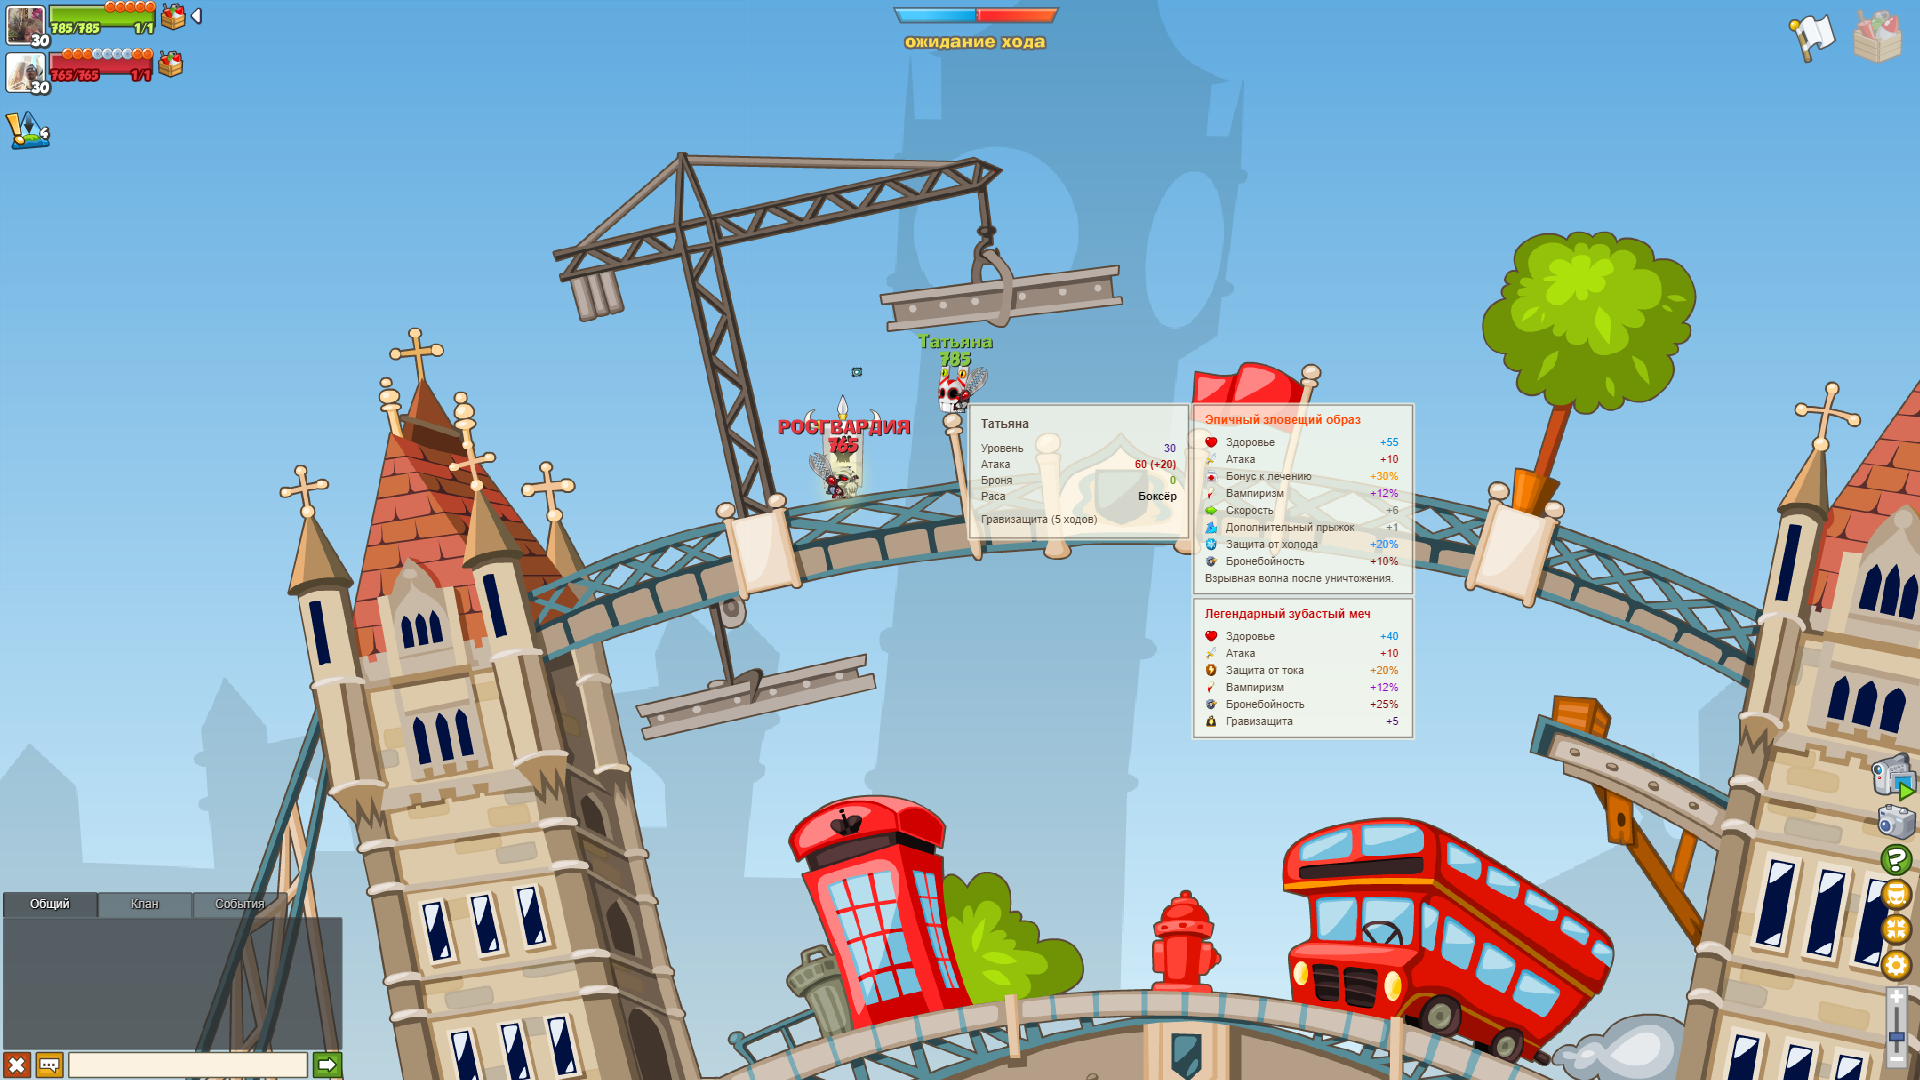 785/785 1/1
30
765/765 1/1
30
6
ожидание хода
Татьяна
785
РОСГВАРДИЯ
765
Татьяна
Уровень 30
Атака 60 (+20)
Броня 0
Раса Боксёр
Гравизащита (5 ходов)
Эпичный зловещий образ
Здоровье +55
Атака +10
Бонус к лечению +30%
Вампиризм +12%
Скорость +6
Дополнительный прыжок +1
Защита от холода +20%
Бронебойность +10%
Взрывная волна после уничтожения.
Легендарный зубастый меч
Здоровье +40
Атака +10
Защита от тока +20%
Вампиризм +12%
Бронебойность +25%
Гравизащита +5
Общий Клан События